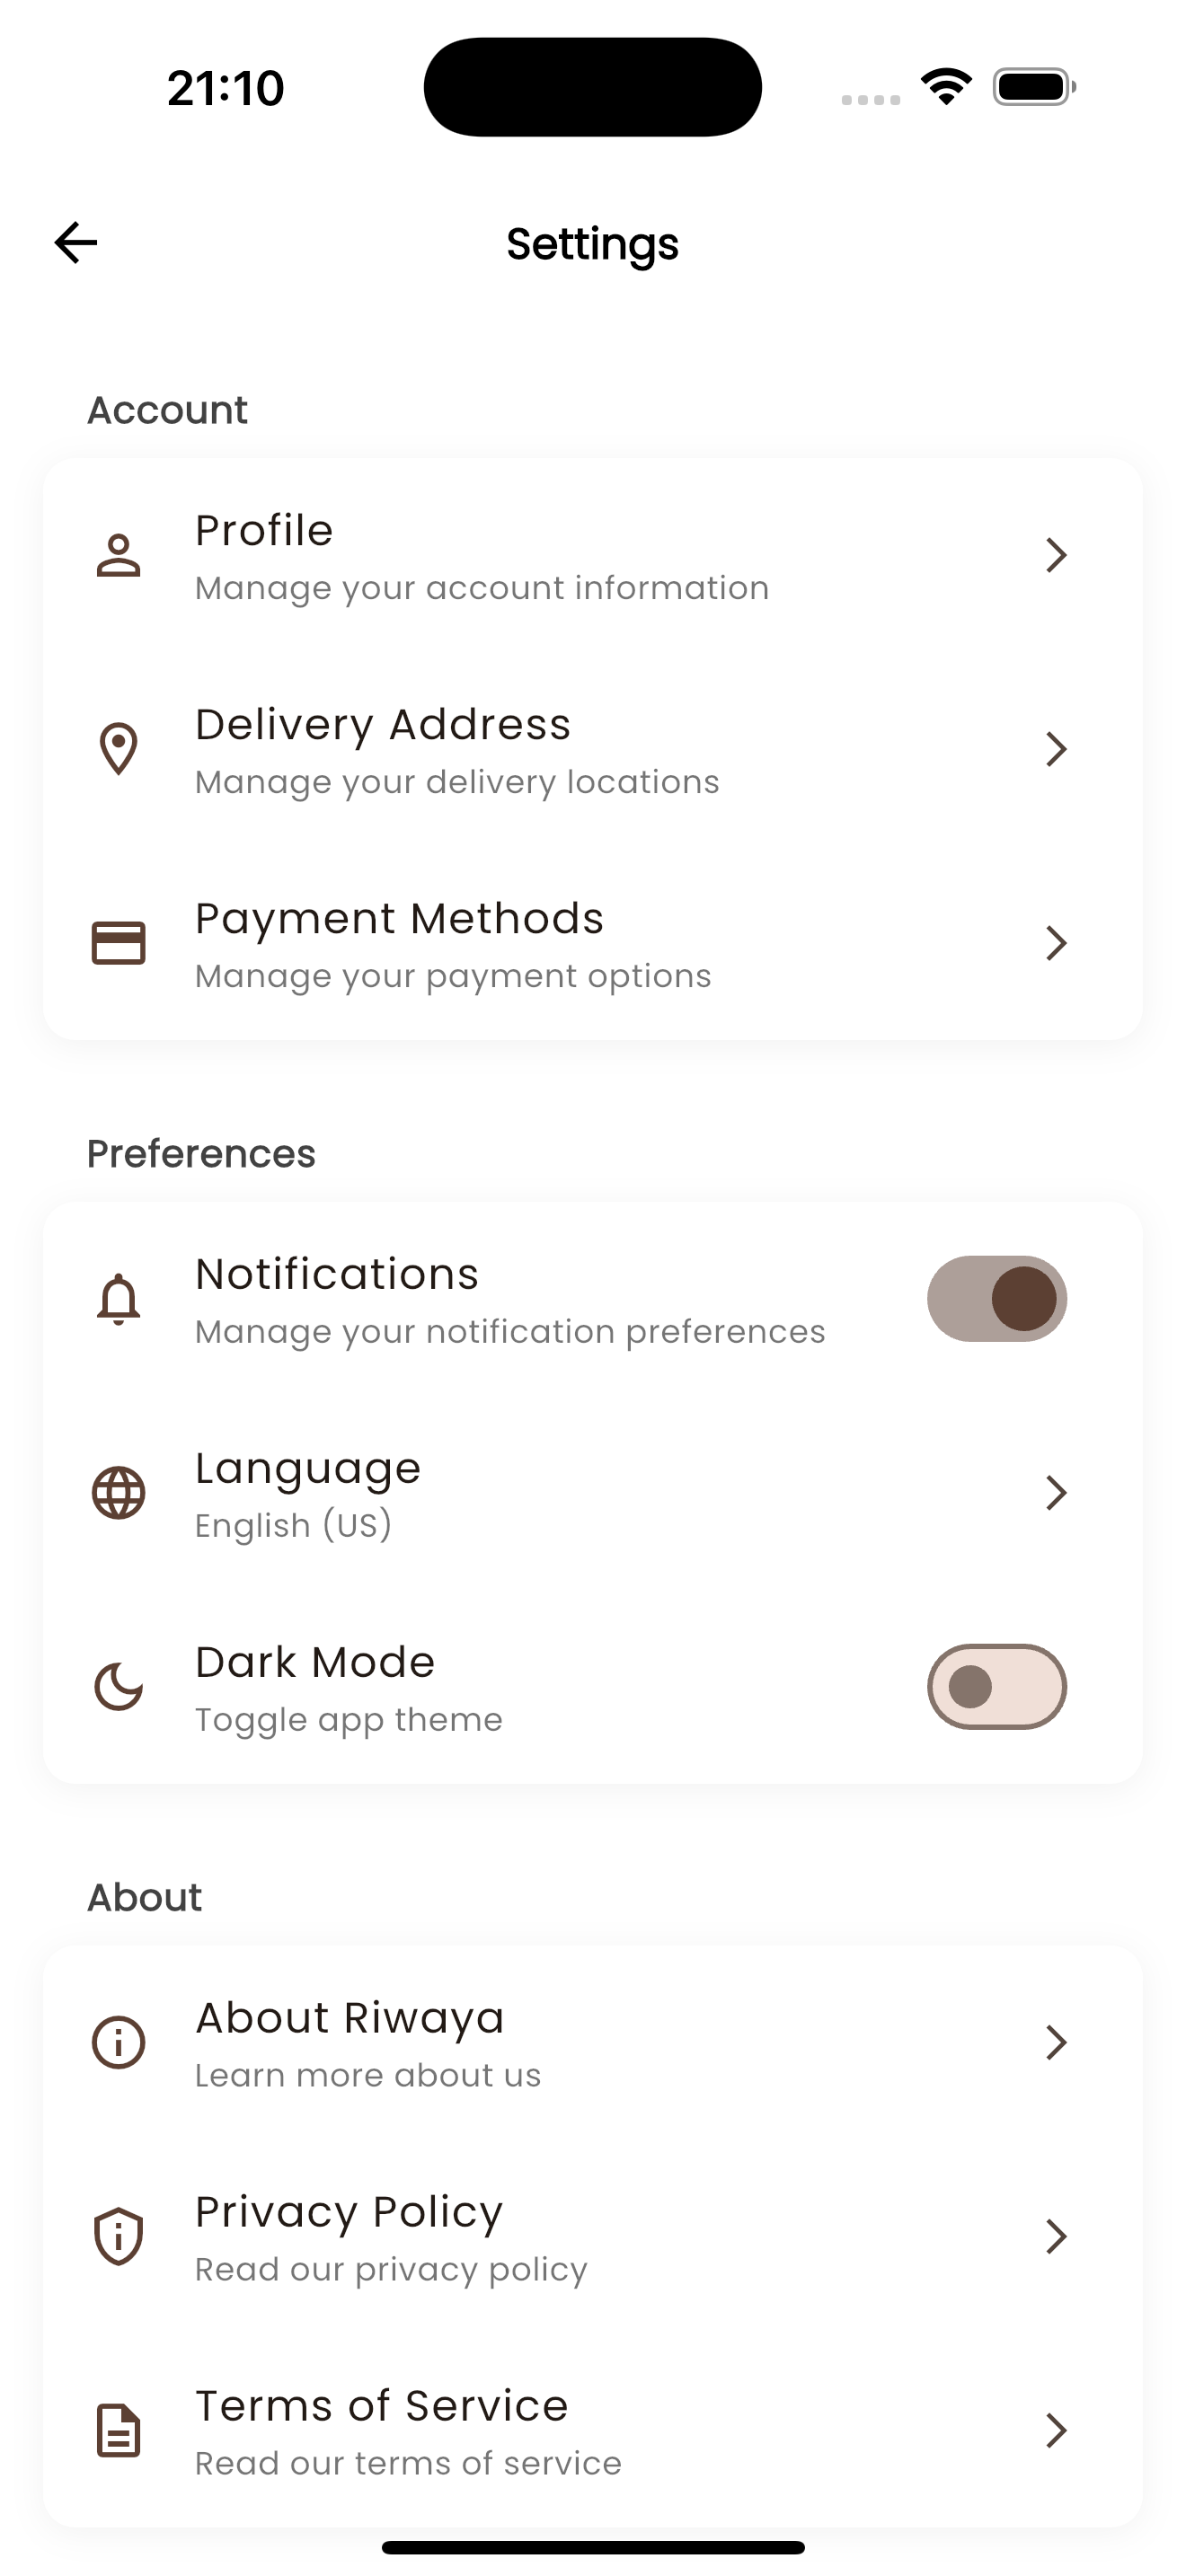 21:10
Settings
Account
Profile
Manage your account information
Delivery Address
Manage your delivery locations
Payment Methods
Manage your payment options
Preferences
Notifications
Manage your notification preferences
Language
English (US)
Dark Mode
Toggle app theme
About
About Riwaya
Learn more about us
Privacy Policy
Read our privacy policy
Terms of Service
Read our terms of service